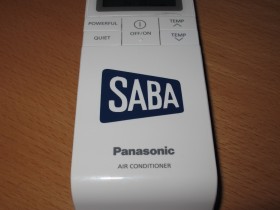 POWERFUL
TEMP
OFF/ON
QUIET
TEMP
SABA
Panasonic
AIR CONDITIONER